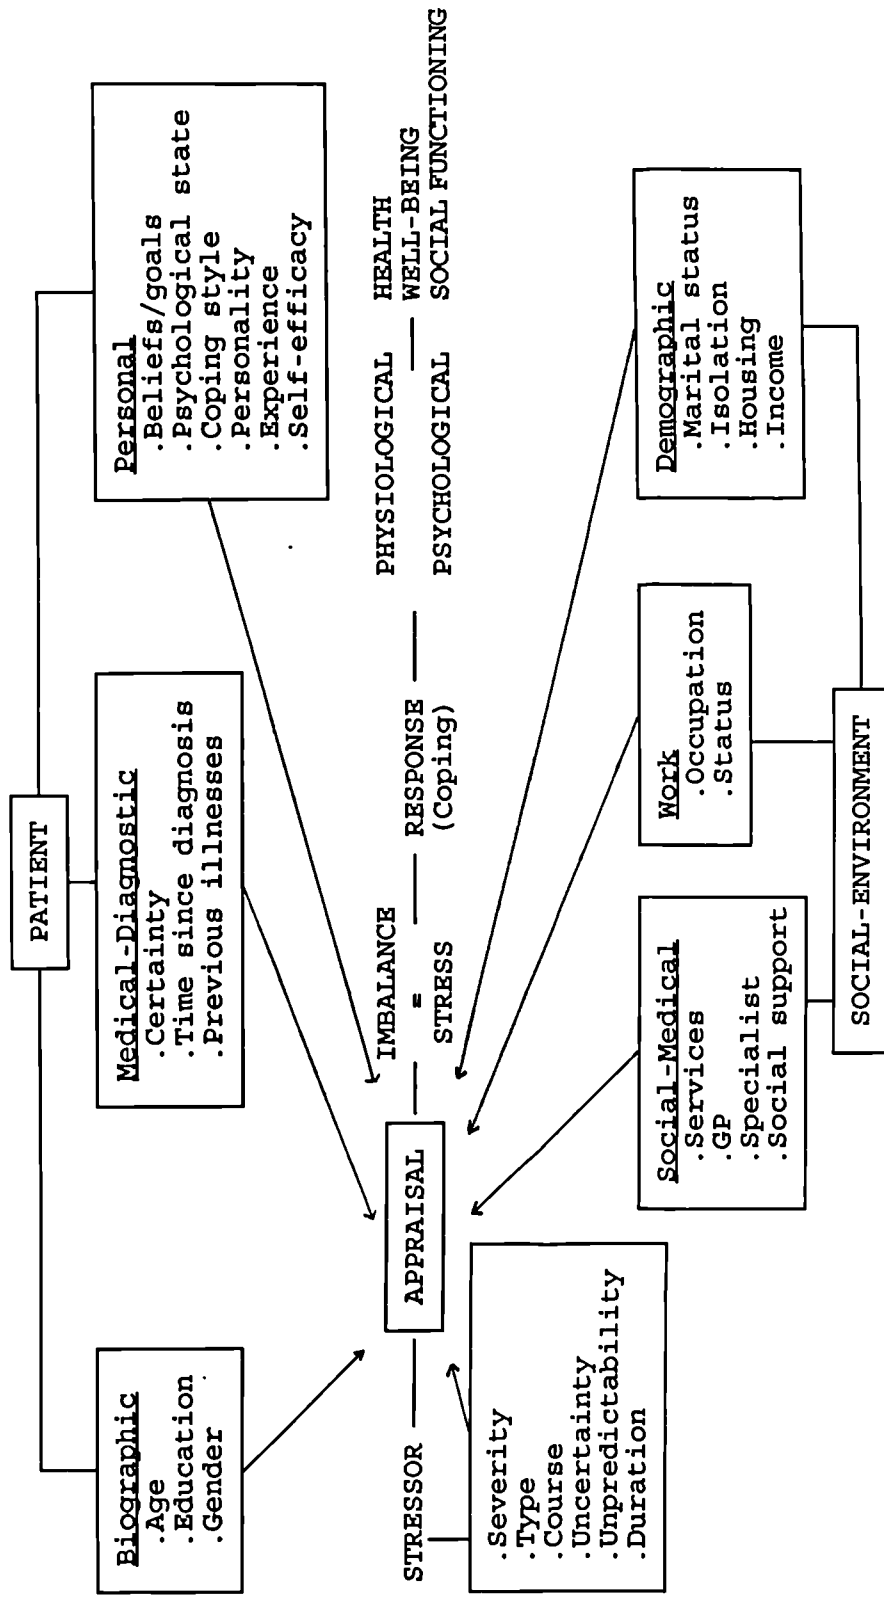 PATIENT
Biographic
.Age
.Education
.Gender
Medical-Diagnostic
.Certainty
.Time since diagnosis
.Previous illnesses
Personal
.Beliefs/goals
.Psychological state
.Coping style
.Personality
.Experience
.Self-efficacy
STRESSOR
APPRAISAL
IMBALANCE
=
STRESS
RESPONSE
(Coping)
PHYSIOLOGICAL
PSYCHOLOGICAL
HEALTH
WELL-BEING
SOCIAL FUNCTIONING
.Severity
.Type
.Course
.Uncertainty
.Unpredictability
.Duration
Social-Medical
.Services
.GP
.Specialist
.Social support
Work
.Occupation
.Status
Demographic
.Marital status
.Isolation
.Housing
.Income
SOCIAL-ENVIRONMENT